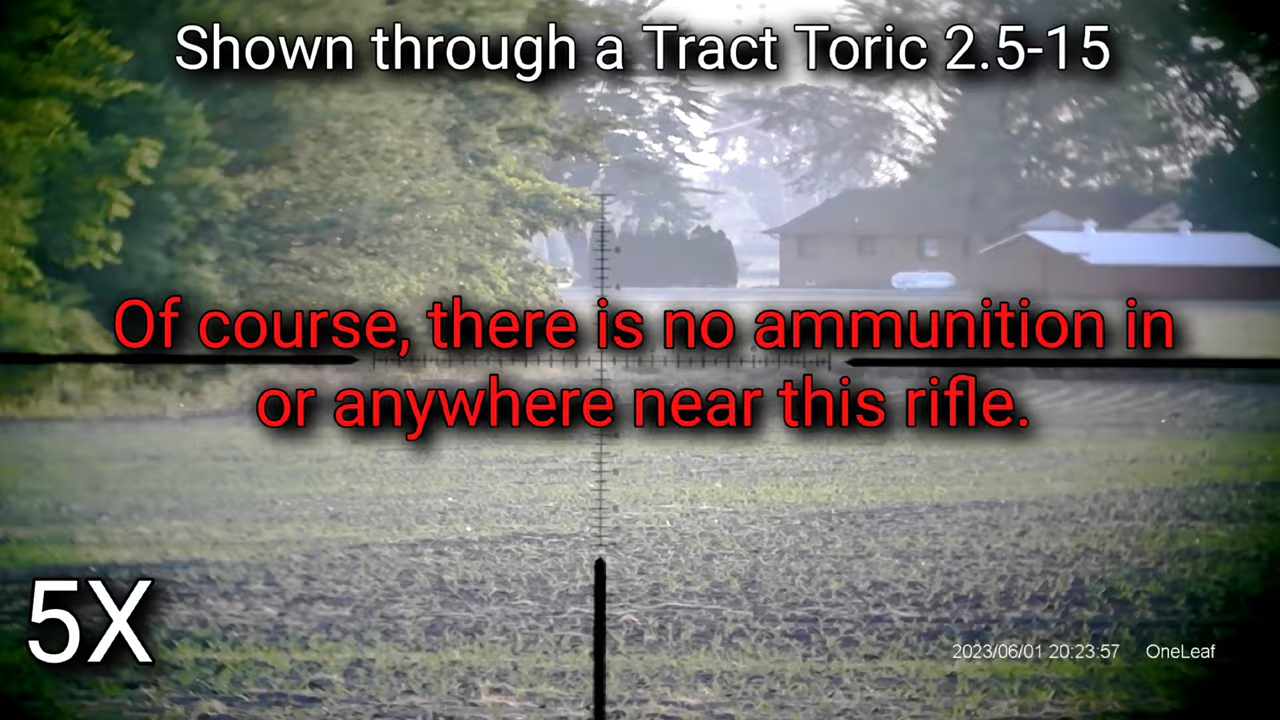 Shown through a Tract Toric 2.5-15
Of course, there is no ammunition in
or anywhere near this rifle.
5X
2023/06/01 20:23:57 OneLeaf